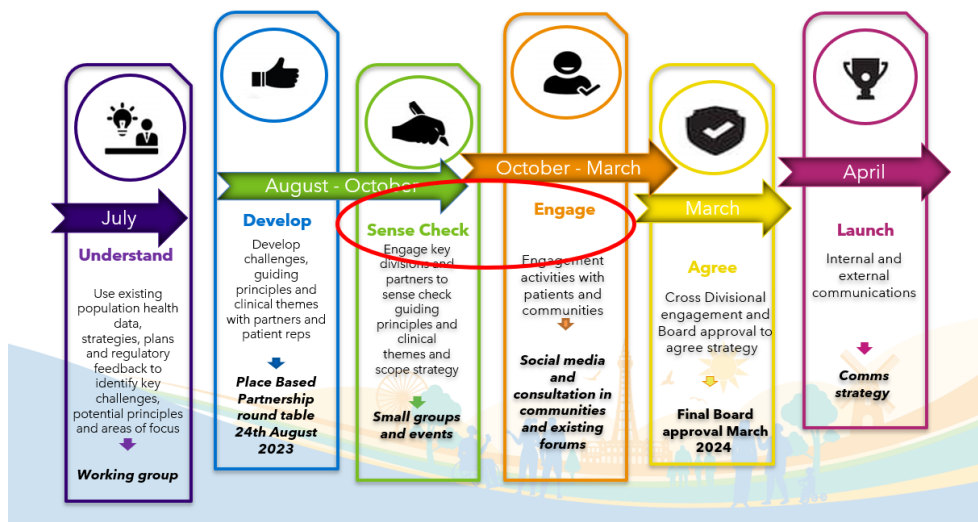 July
Understand
Use existing
population health
data,
strategies, plans
and regulatory
feedback to
identify key
challenges,
potential principles
and areas of focus
Working group
August - October
Develop
Develop
challenges,
guiding
principles and
clinical themes
with partners and
patient reps
Place Based
Partnership
round table
24th August
2023
Sense Check
Engage key
divisions and
partners to
sense check
guiding
principles and
clinical
themes and
scope strategy
Small groups
and events
October - March
Engage
Engagement
activities with
patients and
communities
Social media
and
consultation in
communities
and existing
forums
March
Agree
Cross Divisional
engagement and
Board approval to
agree strategy
Final Board
approval March
2024
April
Launch
Internal and
external
communications
Comms
strategy